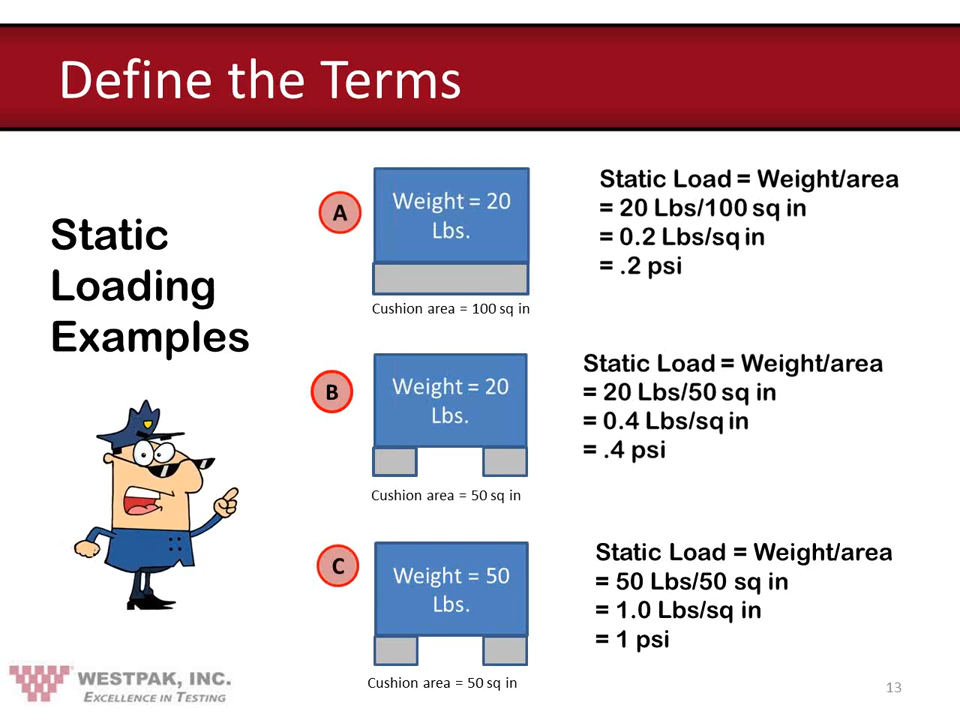 Define the Terms
Static
Loading
Examples
A
Weight = 20
Lbs.
Cushion area = 100 sq in
Static Load = Weight/area
= 20 Lbs/100 sq in
= 0.2 Lbs/sq in
= .2 psi
B
Weight = 20
Lbs.
Cushion area = 50 sq in
Static Load = Weight/area
= 20 Lbs/50 sq in
= 0.4 Lbs/sq in
= .4 psi
C
Weight = 50
Lbs.
Cushion area = 50 sq in
Static Load = Weight/area
= 50 Lbs/50 sq in
= 1.0 Lbs/sq in
= 1 psi
WESTPAK, INC.
EXCELLENCE IN TESTING
13